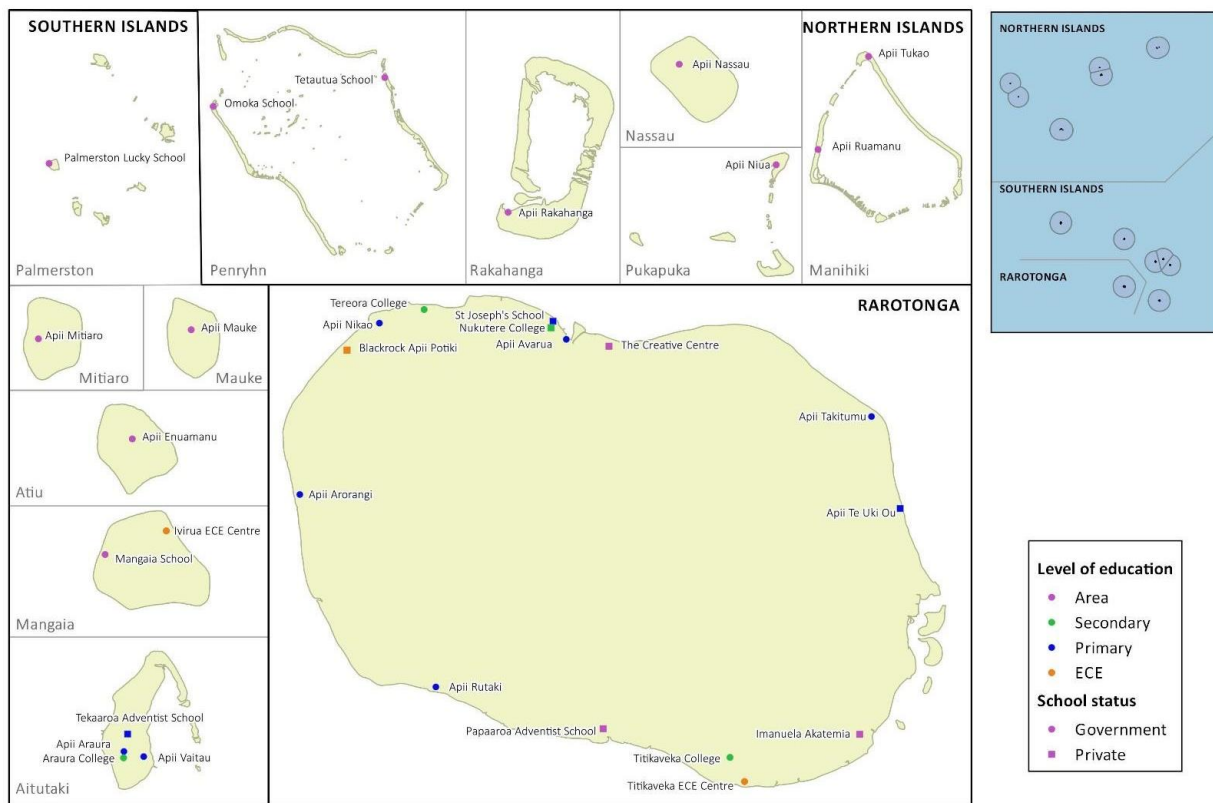 SOUTHERN ISLANDS
Palmerston Lucky School
Palmerston
Tetautua School
Omoka School
Penryhn
Apii Rakahanga
Rakahanga
Apii Nassau
Nassau
Apii Niua
Pukapuka
NORTHERN ISLANDS
Apii Tukao
Apii Ruamanu
Manihiki
NORTHERN ISLANDS
SOUTHERN ISLANDS
RAROTONGA
Apii Mitiaro
Mitiaro
Apii Mauke
Mauke
Apii Enuamanu
Atiu
Ivirua ECE Centre
Mangaia School
Mangaia
Tekaaroa Adventist School
Apii Araura
Araura College
Apii Vaitau
Aitutaki
RAROTONGA
Tereora College
Apii Nikao
Blackrock Apii Potiki
St Joseph's School
Nukutere College
Apii Avarua
The Creative Centre
Apii Takitumu
Apii Arorangi
Apii Te Uki Ou
Apii Rutaki
Papaaroa Adventist School
Imanuela Akatemia
Titikaveka College
Titikaveka ECE Centre
Level of education
Area
Secondary
Primary
ECE
School status
Government
Private